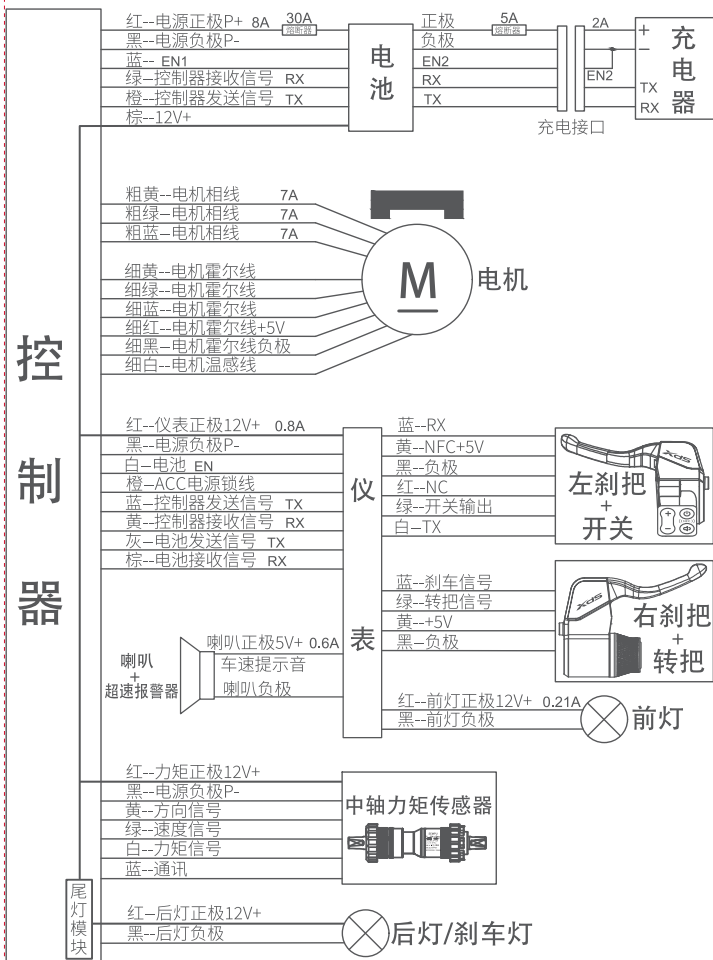 控制器
红--电源正极P+ 8A 30A
熔断器
黑--电源负极P-
蓝-- EN1
绿--控制器接收信号 RX
橙--控制器发送信号 TX
棕--12V+
电池
正极 5A
熔断器
负极
EN2
RX
TX
充电接口
2A
EN2
+
−
TX
RX
充电器
粗黄--电机相线 7A
粗绿--电机相线 7A
粗蓝--电机相线 7A
细黄--电机霍尔线
细绿--电机霍尔线
细蓝--电机霍尔线
细红--电机霍尔线+5V
细黑--电机霍尔线负极
细白--电机温感线
M
电机
红--仪表正极12V+ 0.8A
黑--电源负极P-
白--电池 EN
橙--ACC电源锁线
蓝--控制器发送信号 TX
黄--控制器接收信号 RX
灰--电池发送信号 TX
棕--电池接收信号 RX
仪表
蓝--RX
黄--NFC+5V
黑--负极
红--NC
绿--开关输出
白--TX
XDS
左刹把
+
开关
蓝--刹车信号
绿--转把信号
黄--+5V
黑--负极
XDS
右刹把
+
转把
喇叭
+
超速报警器
喇叭正极5V+ 0.6A
车速提示音
喇叭负极
红--前灯正极12V+ 0.21A
黑--前灯负极
前灯
红--力矩正极12V+
黑--电源负极P-
黄--方向信号
绿--速度信号
白--力矩信号
蓝--通讯
中轴力矩传感器
尾灯模块
红--后灯正极12V+
黑--后灯负极
后灯/刹车灯